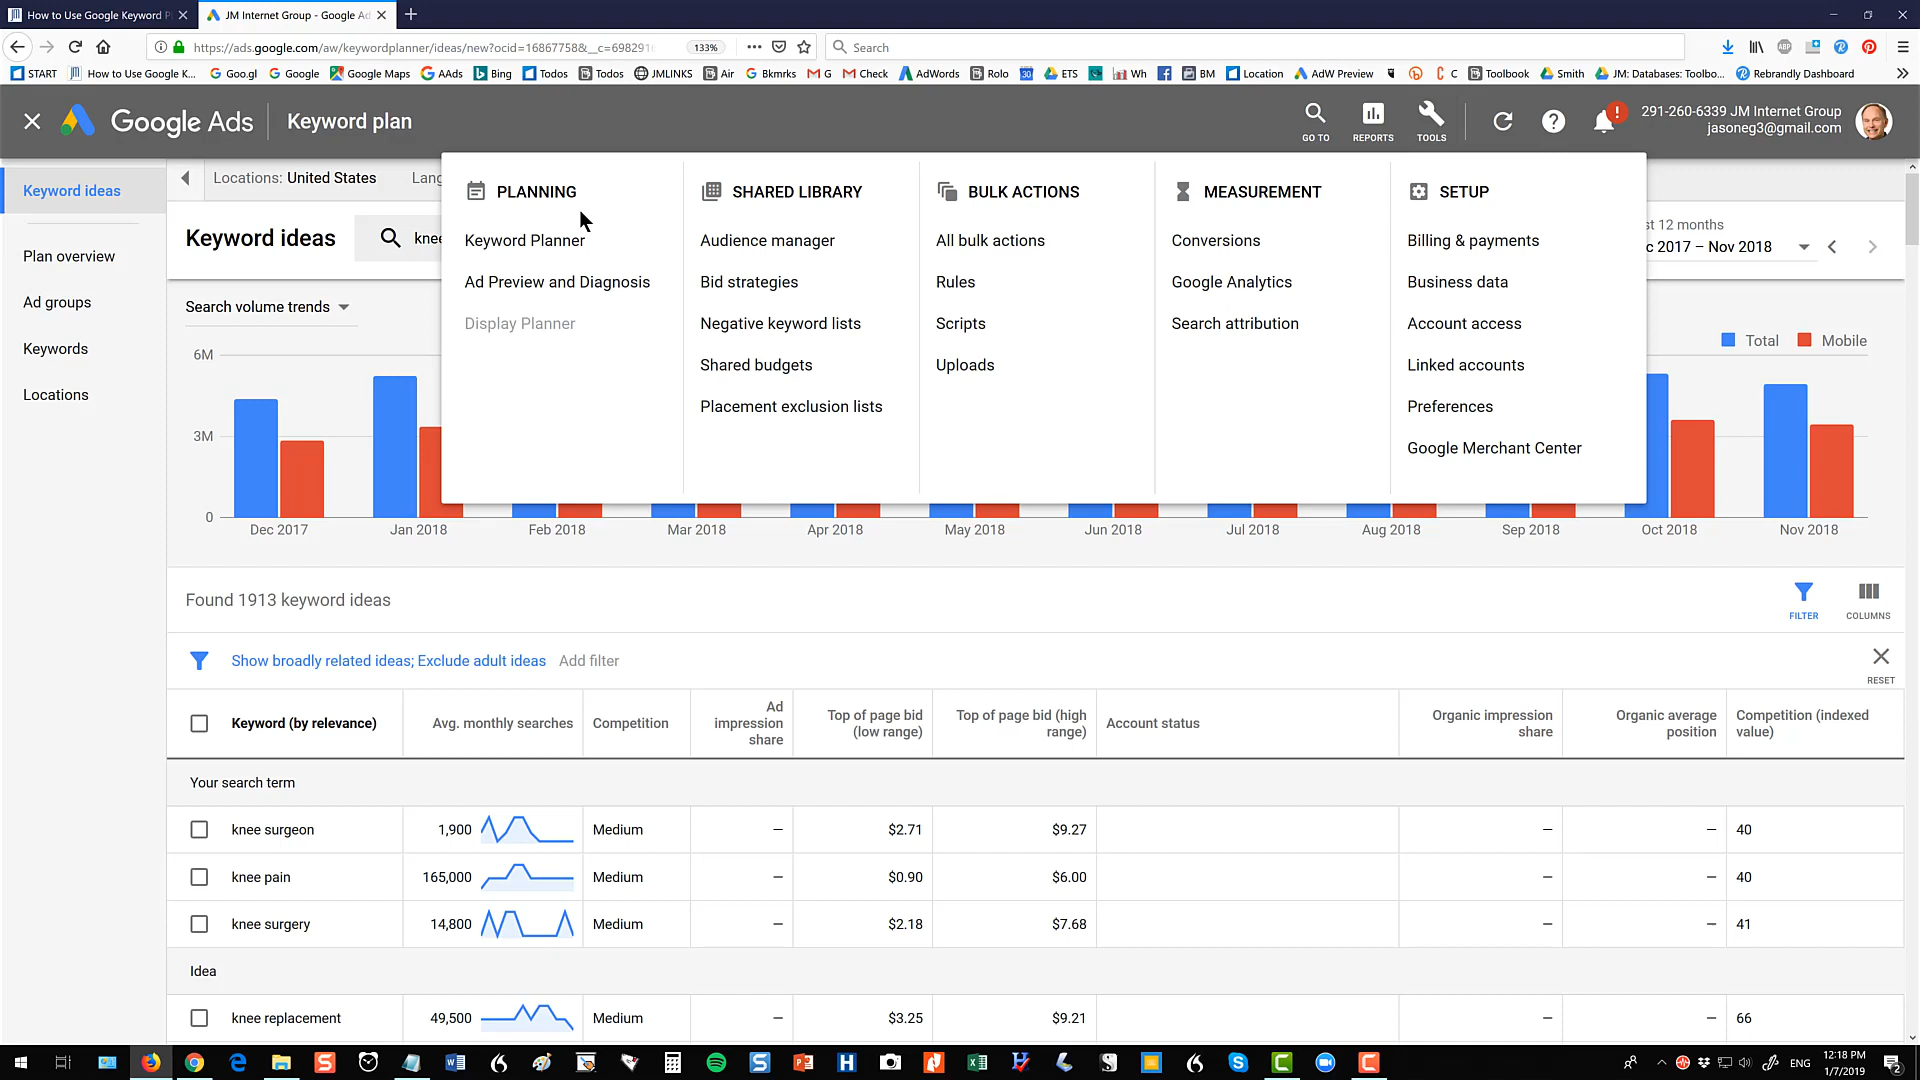 How to Use Google Keyword P
JM Internet Group - Google Ad
https://ads.google.com/aw/keywordplanner/ideas/new?ocid=16867758&__c=698291
133%
Search
START
How to Use Google K...
Goo.gl
Google
Google Maps
AAds
Bing
Todos
Todos
JMLINKS
Air
Bkmrks
G
Check
AdWords
Rolo
ETS
Wh
BM
Location
AdW Preview
C
Toolbook
Smith
JM: Databases: Toolbo...
Rebrandly Dashboard
Google Ads
Keyword plan
GO TO
REPORTS
TOOLS
291-260-6339 JM Internet Group
jasoneg3@gmail.com
Keyword ideas
Plan overview
Ad groups
Keywords
Locations
Locations: United States
Lang
Keyword ideas
knee
st 12 months
c 2017 – Nov 2018
PLANNING
Keyword Planner
Ad Preview and Diagnosis
Display Planner
SHARED LIBRARY
Audience manager
Bid strategies
Negative keyword lists
Shared budgets
Placement exclusion lists
BULK ACTIONS
All bulk actions
Rules
Scripts
Uploads
MEASUREMENT
Conversions
Google Analytics
Search attribution
SETUP
Billing & payments
Business data
Account access
Linked accounts
Preferences
Google Merchant Center
Search volume trends
Total
Mobile
6M
3M
0
Dec 2017
Jan 2018
Feb 2018
Mar 2018
Apr 2018
May 2018
Jun 2018
Jul 2018
Aug 2018
Sep 2018
Oct 2018
Nov 2018
Found 1913 keyword ideas
FILTER
COLUMNS
Show broadly related ideas; Exclude adult ideas
Add filter
RESET
Keyword (by relevance)
Avg. monthly searches
Competition
Ad
impression
share
Top of page bid
(low range)
Top of page bid (high
range)
Account status
Organic impression
share
Organic average
position
Competition (indexed
value)
Your search term
knee surgeon 1,900 Medium – $2.71 $9.27 – – 40
knee pain 165,000 Medium – $0.90 $6.00 – – 40
knee surgery 14,800 Medium – $2.18 $7.68 – – 41
Idea
knee replacement 49,500 Medium – $3.25 $9.21 – – 66
ENG
12:18 PM
1/7/2019